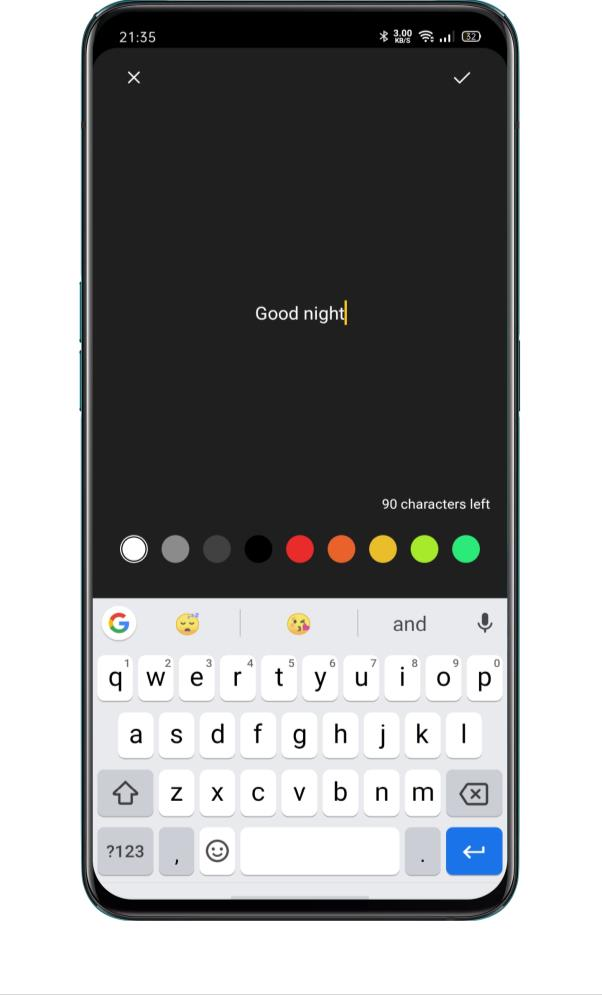 21:35
3.00
KB/S
32
Good night
90 characters left
G
and
1 2 3 4 5 6 7 8 9 0
q w e r t y u i o p
a s d f g h j k l
z x c v b n m
?123 , .